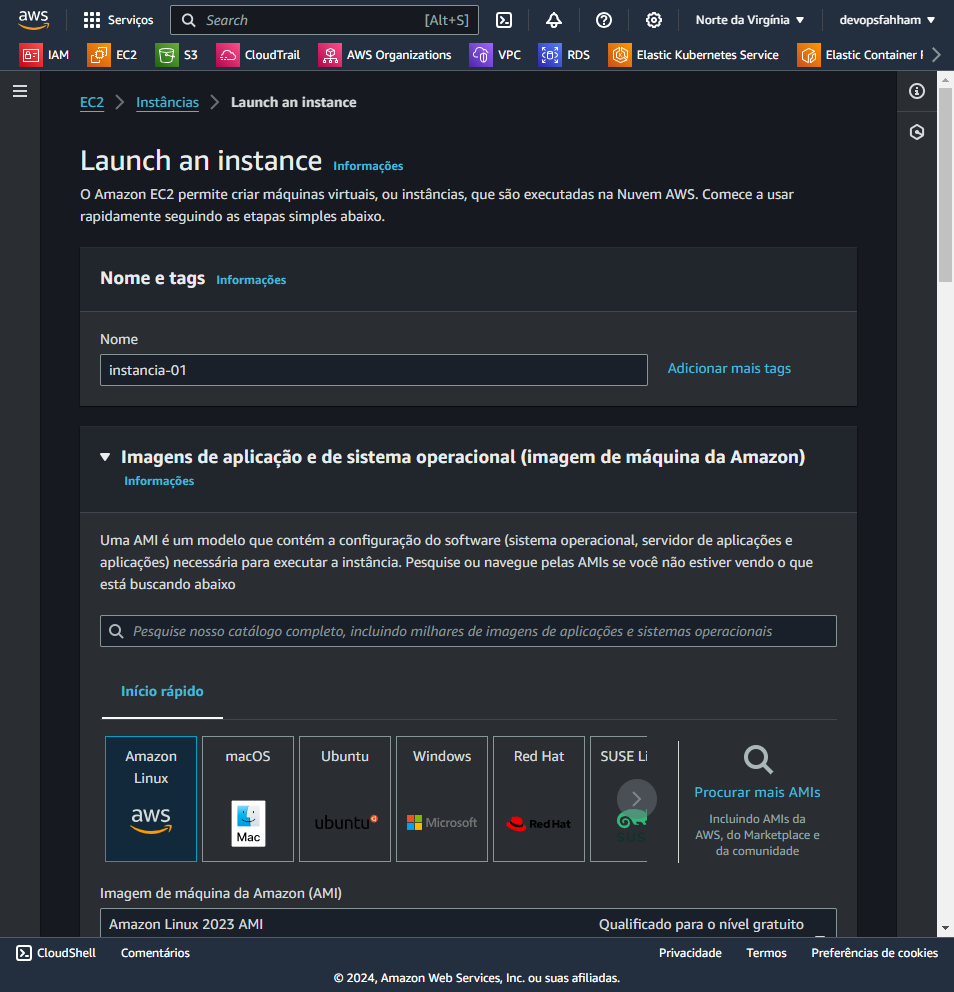 aws Serviços Search [Alt+S] Norte da Virgínia devopsfahham
IAM EC2 S3 CloudTrail AWS Organizations VPC RDS Elastic Kubernetes Service Elastic Container
EC2 Instâncias Launch an instance
Launch an instance Informações
O Amazon EC2 permite criar máquinas virtuais, ou instâncias, que são executadas na Nuvem AWS. Comece a usar
rapidamente seguindo as etapas simples abaixo.
Nome e tags Informações
Nome
instancia-01 Adicionar mais tags
Imagens de aplicação e de sistema operacional (imagem de máquina da Amazon)
Informações
Uma AMI é um modelo que contém a configuração do software (sistema operacional, servidor de aplicações e
aplicações) necessária para executar a instância. Pesquise ou navegue pelas AMIs se você não estiver vendo o que
está buscando abaixo
Pesquise nosso catálogo completo, incluindo milhares de imagens de aplicações e sistemas operacionais
Início rápido
Amazon
Linux
aws
macOS
Mac
Ubuntu
ubuntu
Windows
Microsoft
Red Hat
Red Hat
SUSE Li
SUS
Procurar mais AMIs
Incluindo AMIs da
AWS, do Marketplace e
da comunidade
Imagem de máquina da Amazon (AMI)
Amazon Linux 2023 AMI Qualificado para o nível gratuito
CloudShell Comentários Privacidade Termos Preferências de cookies
© 2024, Amazon Web Services, Inc. ou suas afiliadas.